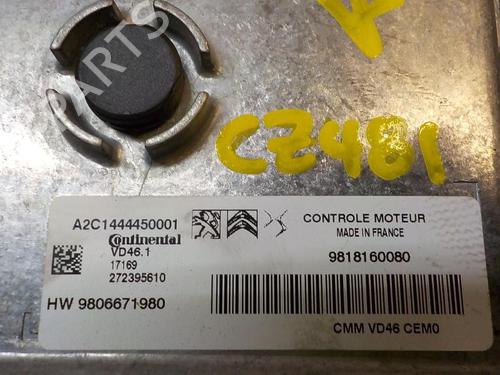 PARTS
CZ481
A2C1444450001
Continental
VD46.1
17169
272395610
HW 9806671980
CONTROLE MOTEUR
MADE IN FRANCE
9818160080
CMM VD46 CEM0